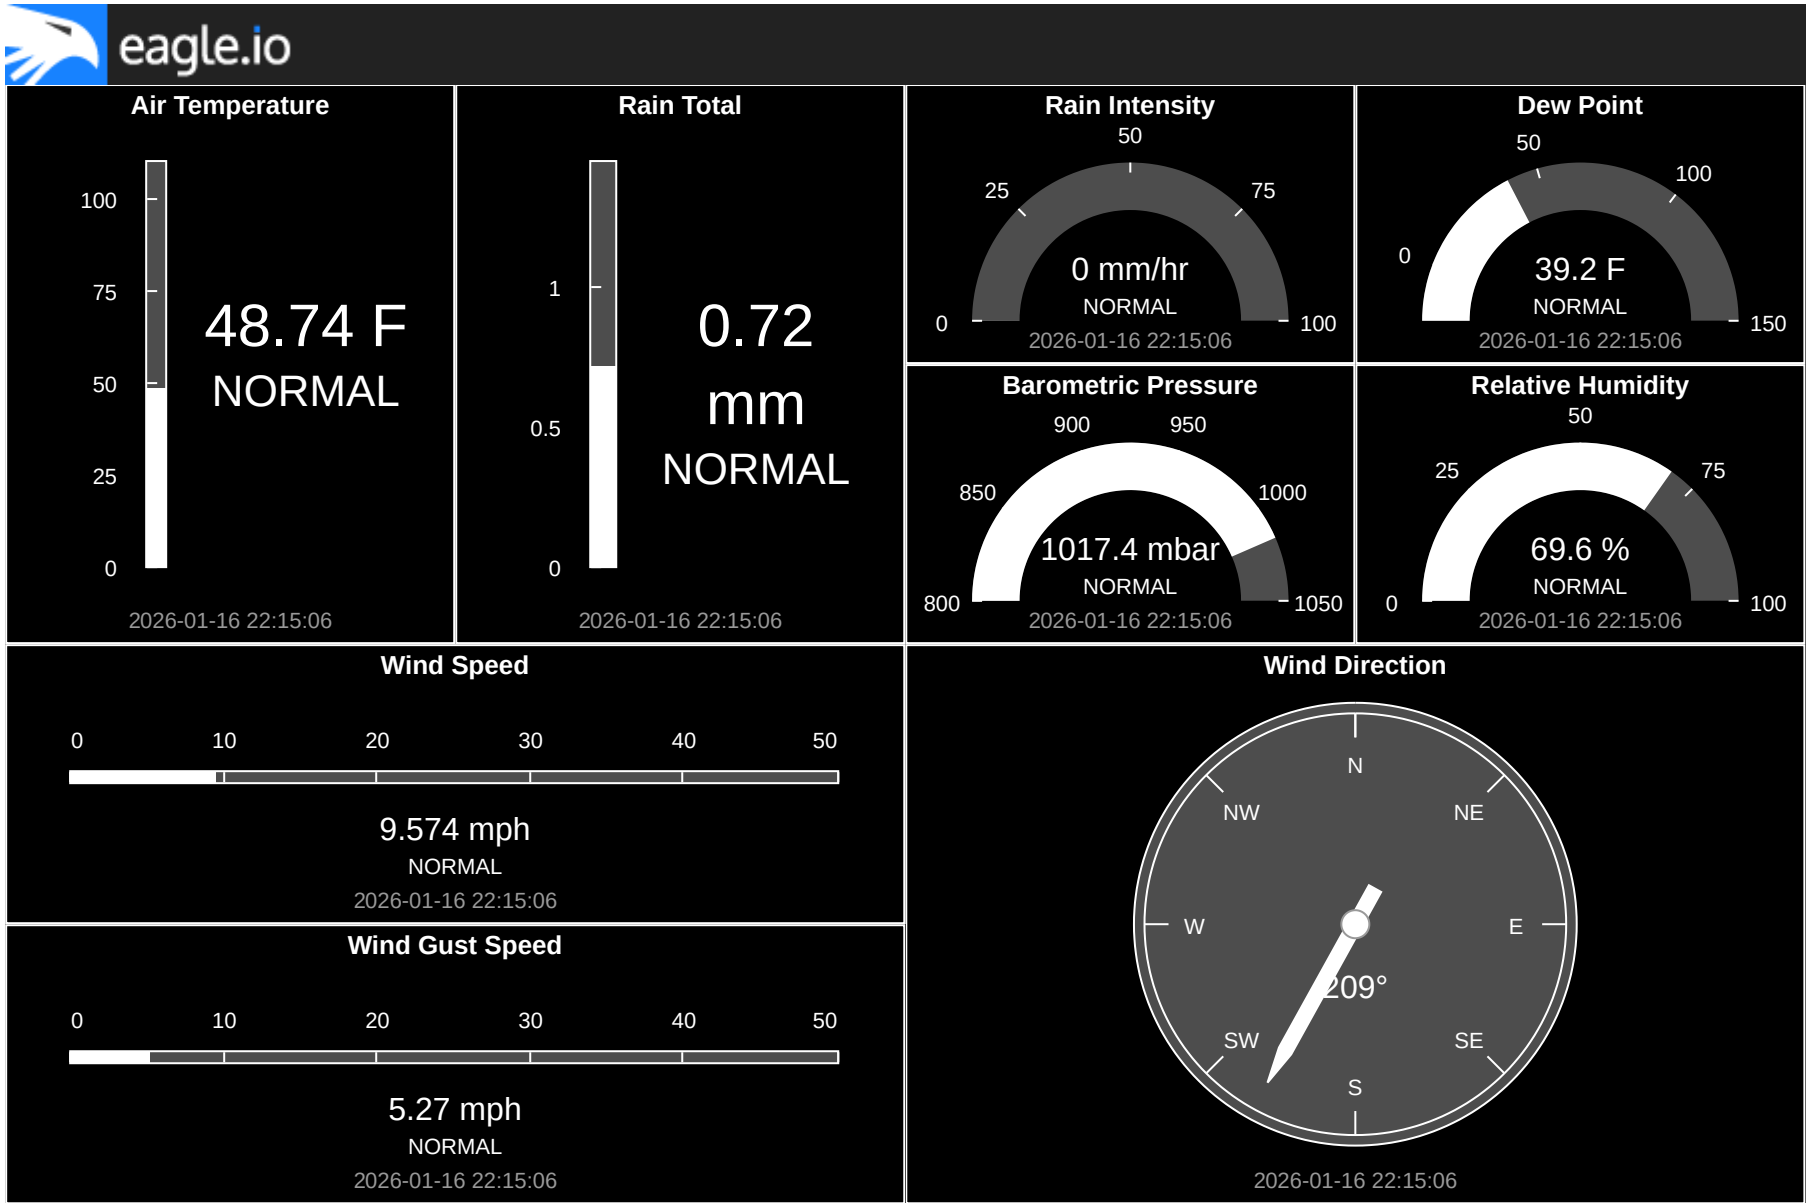 eagle.io
Air Temperature
100
75
50
25
0
48.74 F
NORMAL
2026-01-16 22:15:06
Rain Total
1
0.5
0
0.72
mm
NORMAL
2026-01-16 22:15:06
Rain Intensity
0
25
50
75
100
0 mm/hr
NORMAL
2026-01-16 22:15:06
Dew Point
0
50
100
150
39.2 F
NORMAL
2026-01-16 22:15:06
Barometric Pressure
800
850
900
950
1000
1050
1017.4 mbar
NORMAL
2026-01-16 22:15:06
Relative Humidity
0
25
50
75
100
69.6 %
NORMAL
2026-01-16 22:15:06
Wind Speed
0 10 20 30 40 50
9.574 mph
NORMAL
2026-01-16 22:15:06
Wind Gust Speed
0 10 20 30 40 50
5.27 mph
NORMAL
2026-01-16 22:15:06
Wind Direction
N
NW NE
W E
209°
SW SE
S
2026-01-16 22:15:06